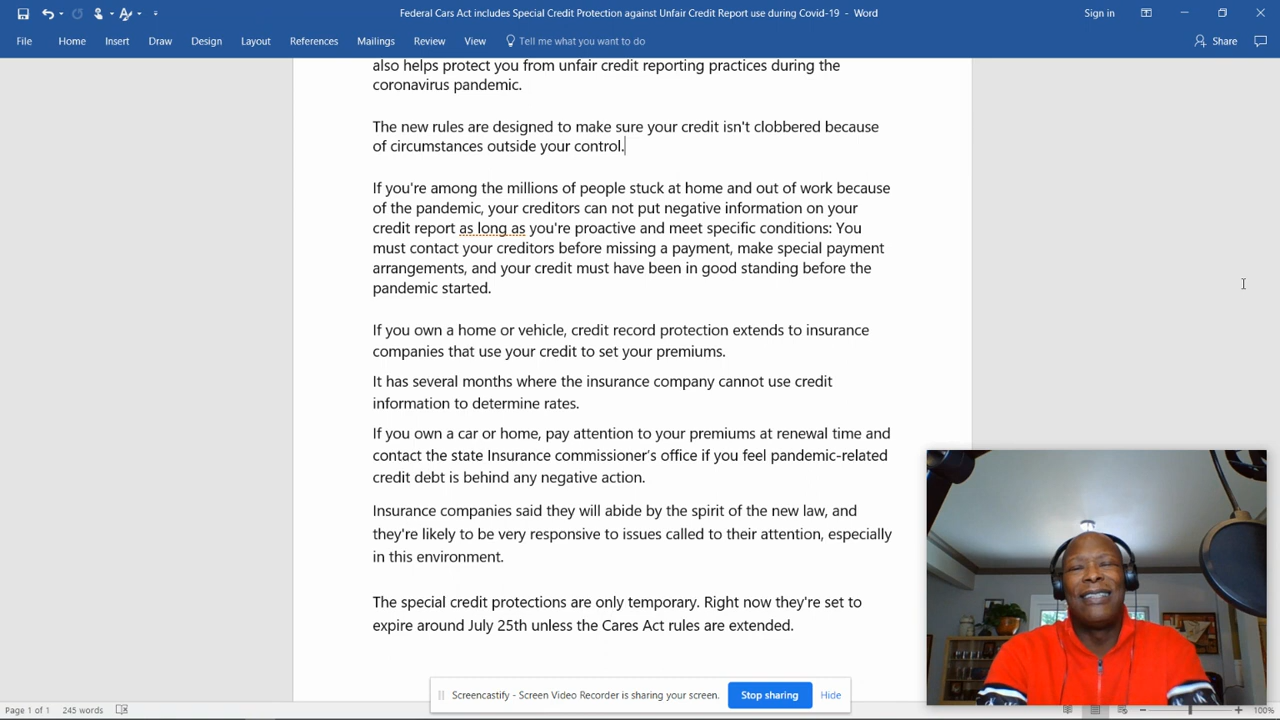 Federal Cars Act includes Special Credit Protection against Unfair Credit Report use during Covid-19 - Word
Sign in
File Home Insert Draw Design Layout References Mailings Review View Tell me what you want to do Share
also helps protect you from unfair credit reporting practices during the
coronavirus pandemic.
The new rules are designed to make sure your credit isn't clobbered because
of circumstances outside your control.
If you're among the millions of people stuck at home and out of work because
of the pandemic, your creditors can not put negative information on your
credit report as long as you're proactive and meet specific conditions: You
must contact your creditors before missing a payment, make special payment
arrangements, and your credit must have been in good standing before the
pandemic started.
If you own a home or vehicle, credit record protection extends to insurance
companies that use your credit to set your premiums.
It has several months where the insurance company cannot use credit
information to determine rates.
If you own a car or home, pay attention to your premiums at renewal time and
contact the state Insurance commissioner's office if you feel pandemic-related
credit debt is behind any negative action.
Insurance companies said they will abide by the spirit of the new law, and
they're likely to be very responsive to issues called to their attention, especially
in this environment.
The special credit protections are only temporary. Right now they're set to
expire around July 25th unless the Cares Act rules are extended.
Screencastify - Screen Video Recorder is sharing your screen. Stop sharing Hide
Page 1 of 1 245 words 100%